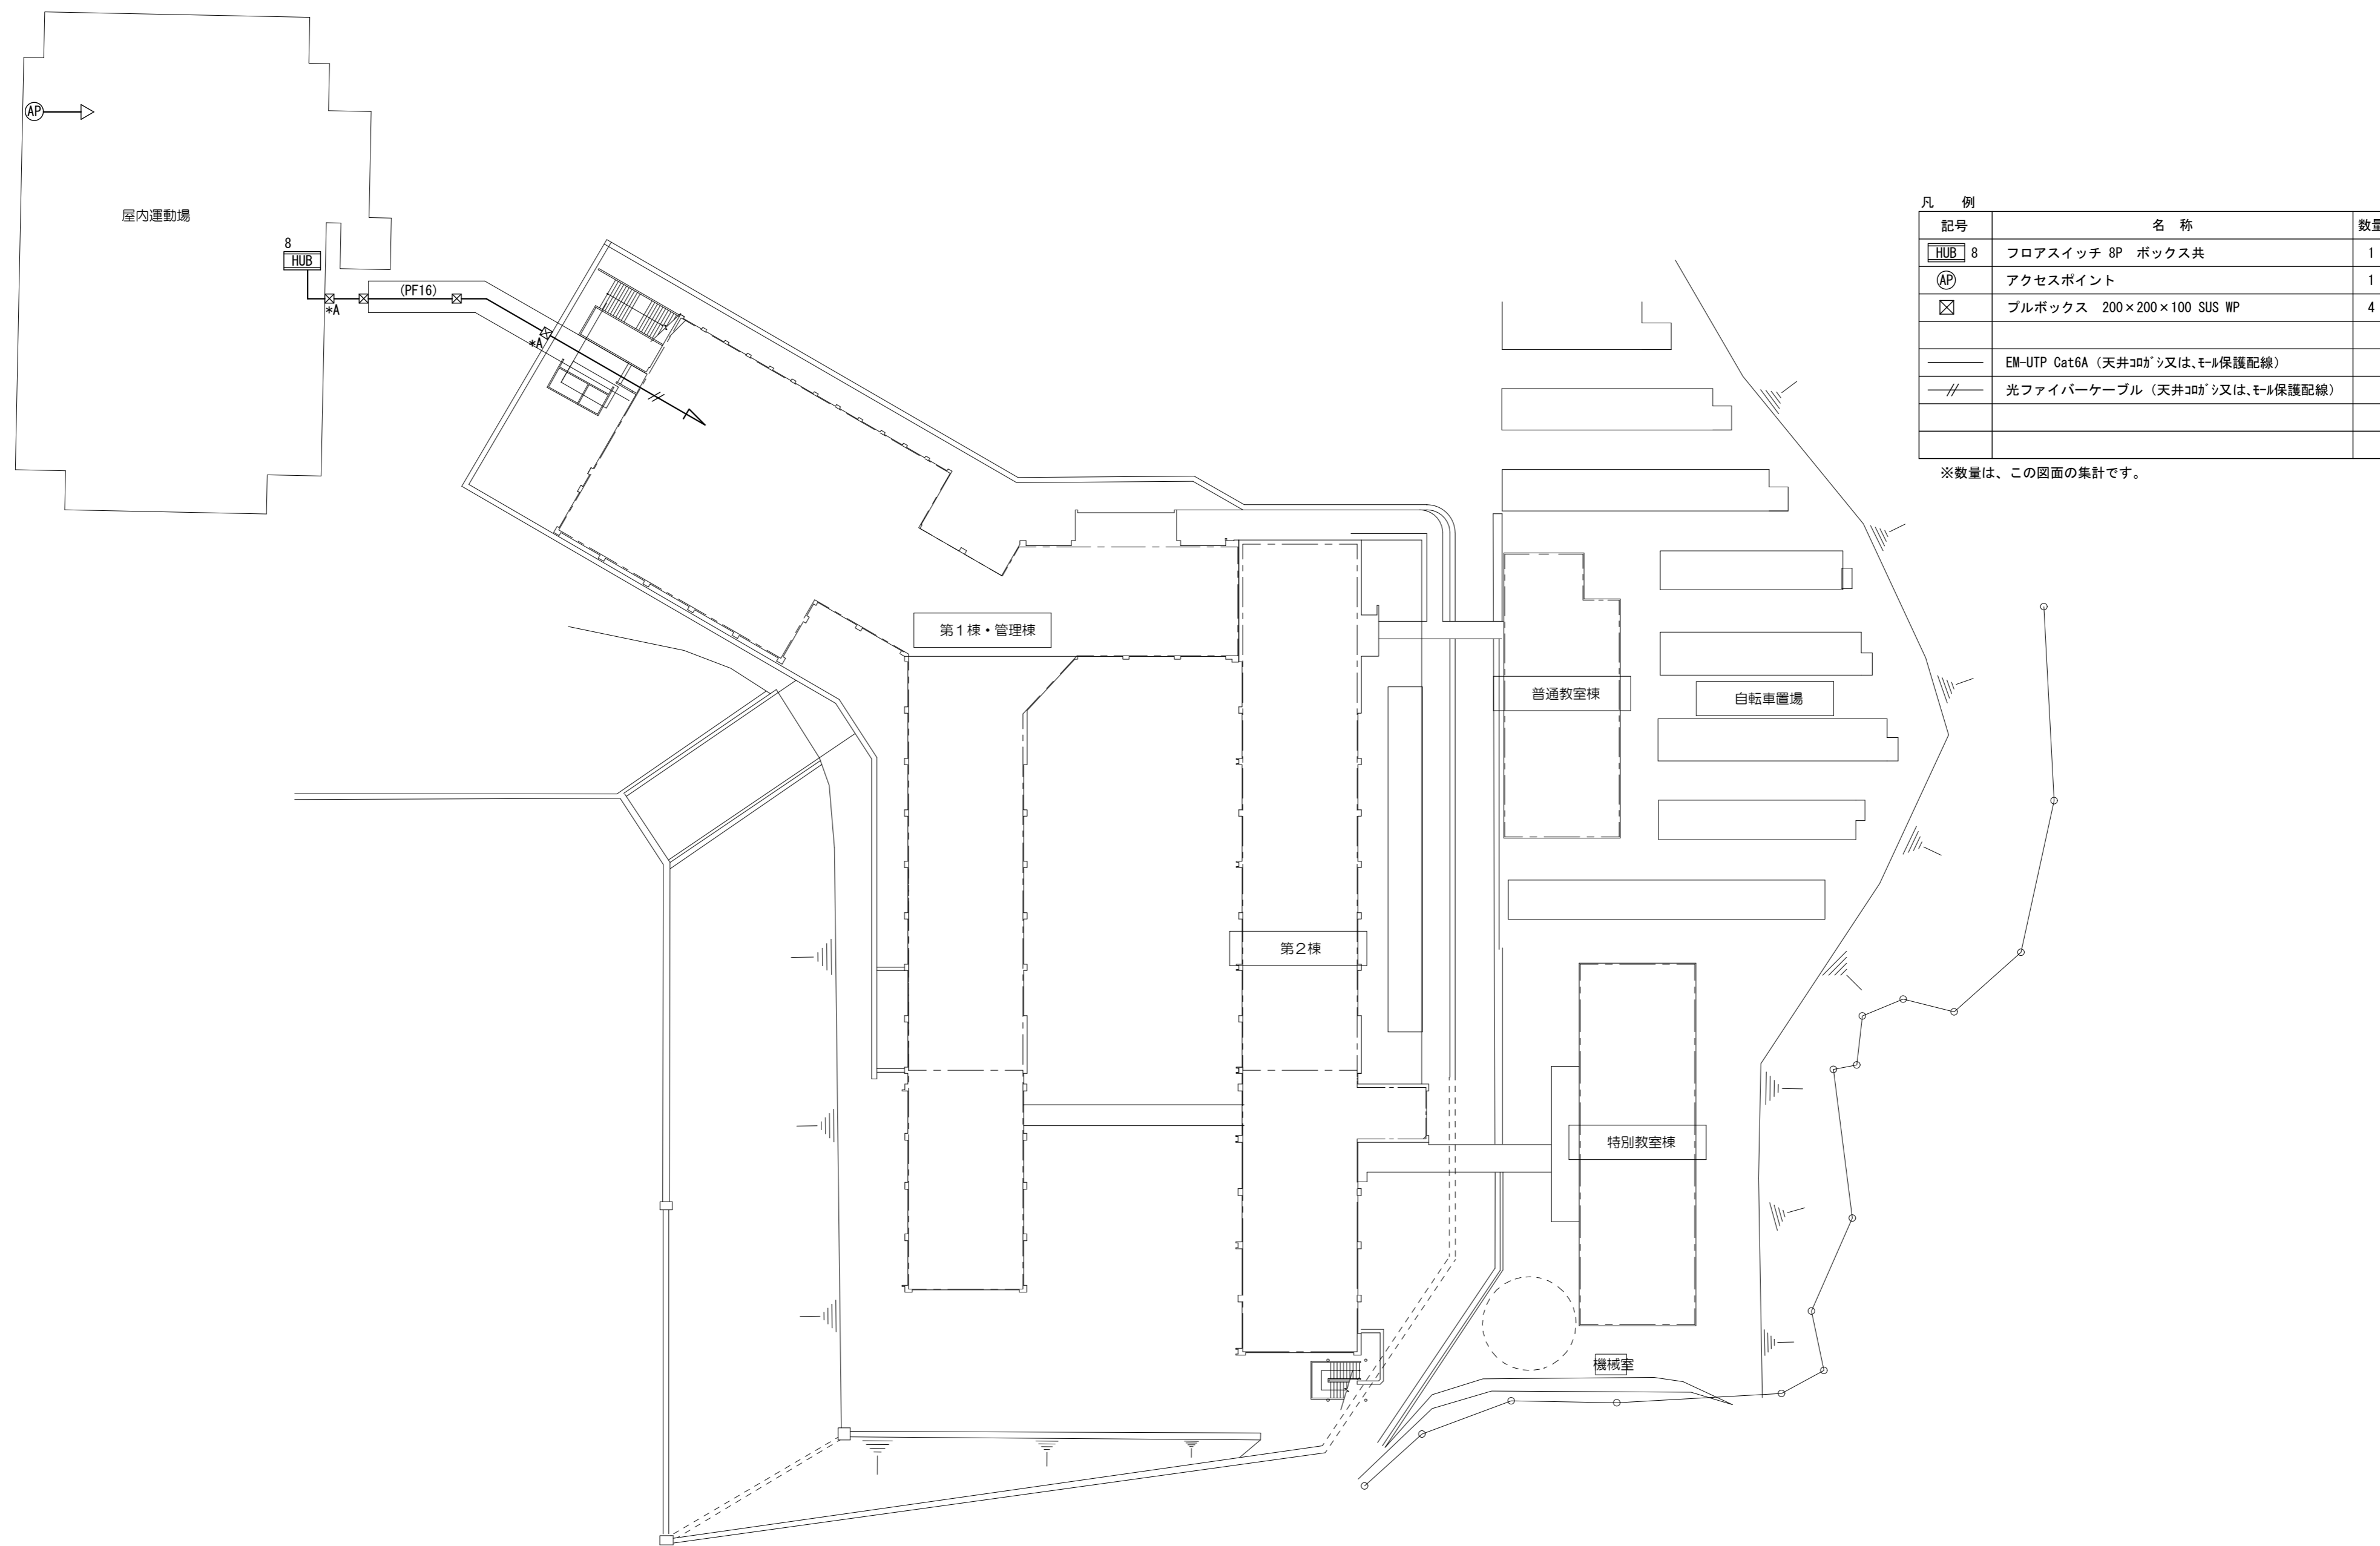 AP
屋内運動場
8
HUB
(PF16)
*A
*A
凡 例
記号 名 称 数量
HUB 8 フロアスイッチ 8P ボックス共 1
AP アクセスポイント 1
プルボックス 200×200×100 SUS WP 4
EM-UTP Cat6A (天井ｺﾛｶﾞｼ又は、ﾓｰﾙ保護配線)
光ファイバーケーブル (天井ｺﾛｶﾞｼ又は、ﾓｰﾙ保護配線)
※数量は、この図面の集計です。
第１棟・管理棟
普通教室棟
自転車置場
第２棟
特別教室棟
機械室